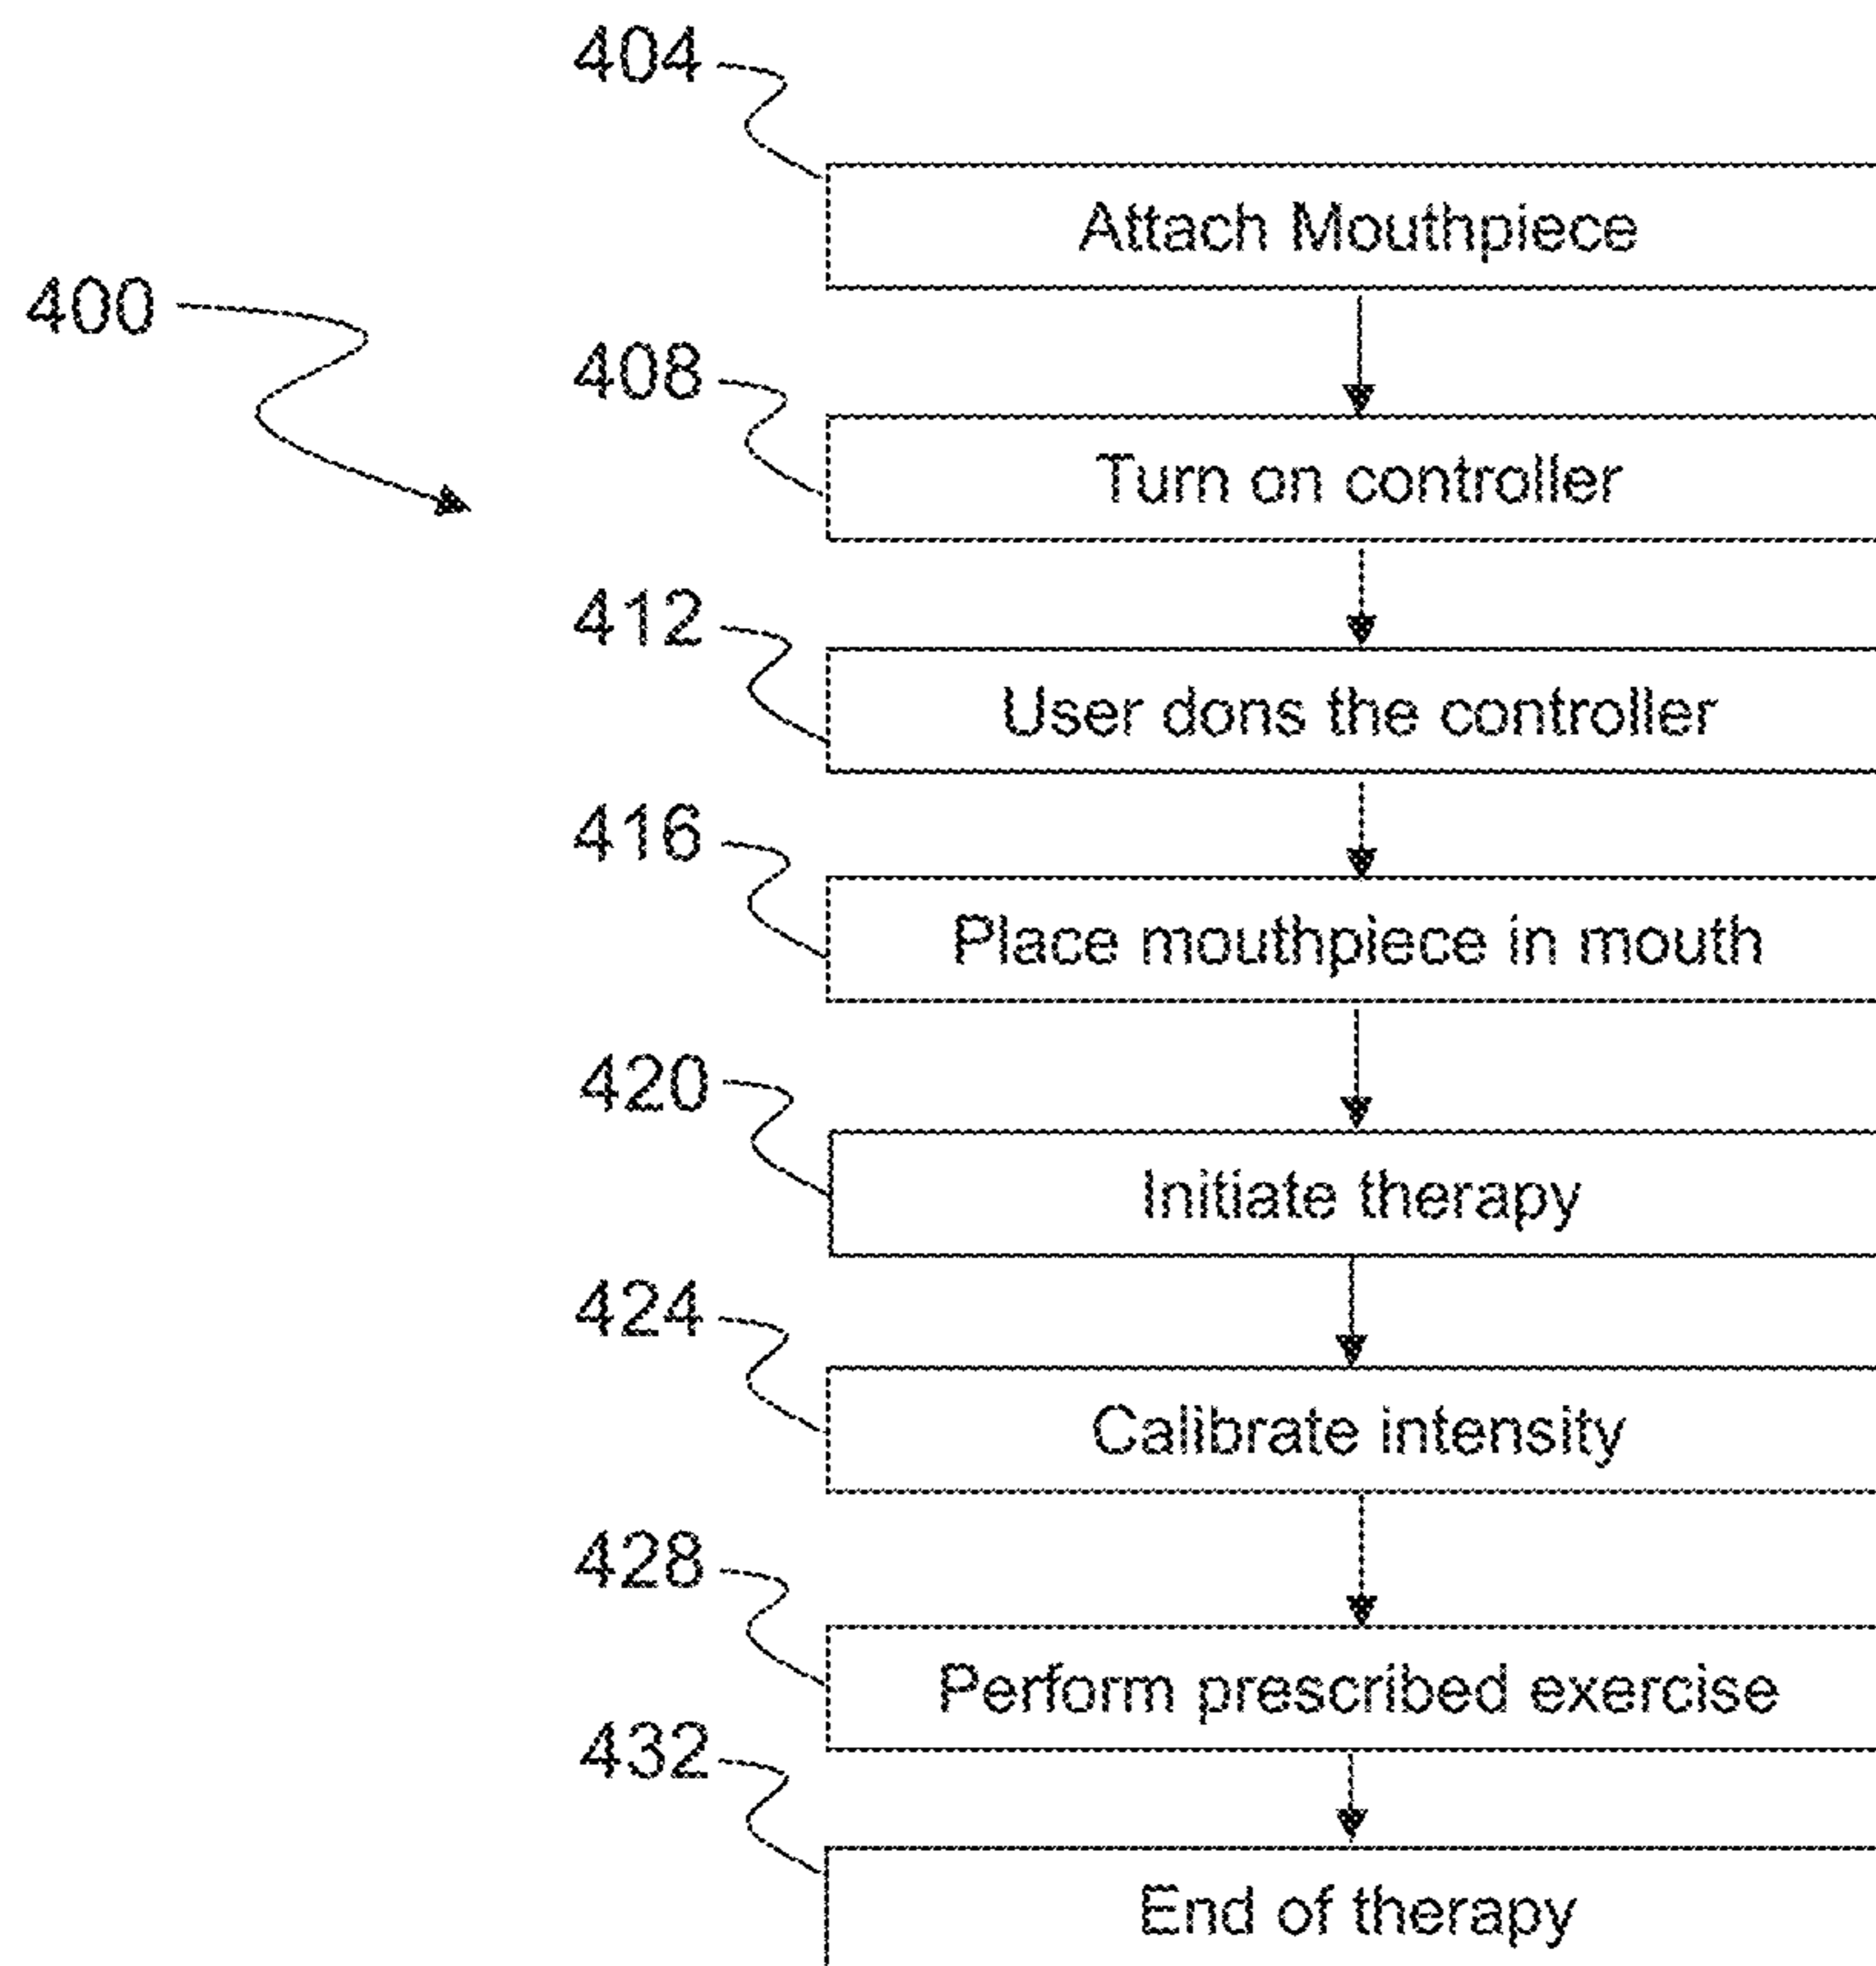 404
Attach Mouthpiece
400
408
Turn on controller
412
User dons the controller
416
Place mouthpiece in mouth
420
Initiate therapy
424
Calibrate intensity
428
Perform prescribed exercise
432
End of therapy